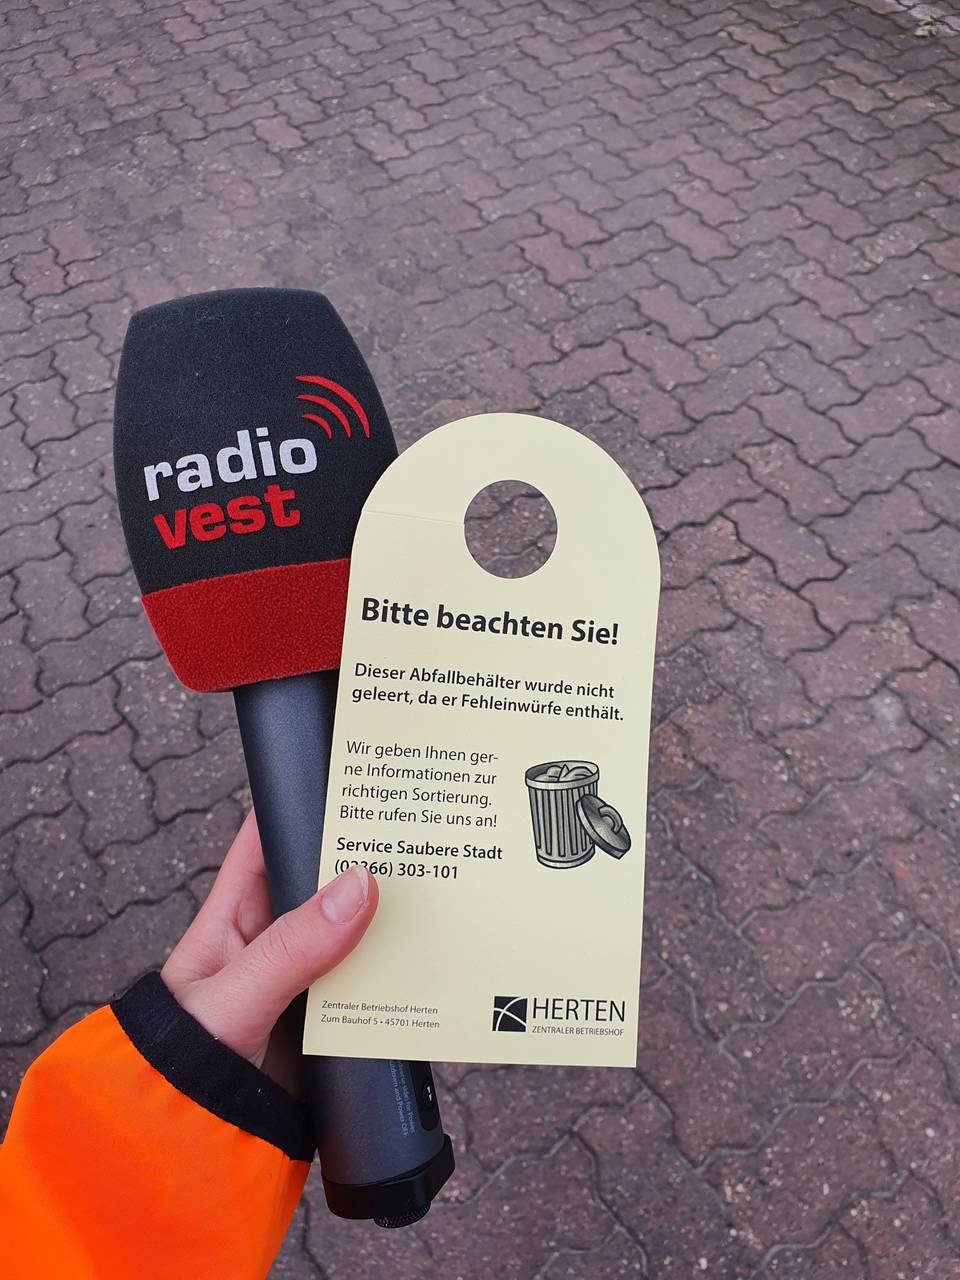 radio
vest
Bitte beachten Sie!
Dieser Abfallbehälter wurde nicht
geleert, da er Fehleinwürfe enthält.
Wir geben Ihnen ger-
ne Informationen zur
richtigen Sortierung.
Bitte rufen Sie uns an!
Service Saubere Stadt
(02366) 303-101
Zentraler Betriebshof Herten
Zum Bauhof 5 • 45701 Herten
HERTEN
ZENTRALER BETRIEBSHOF